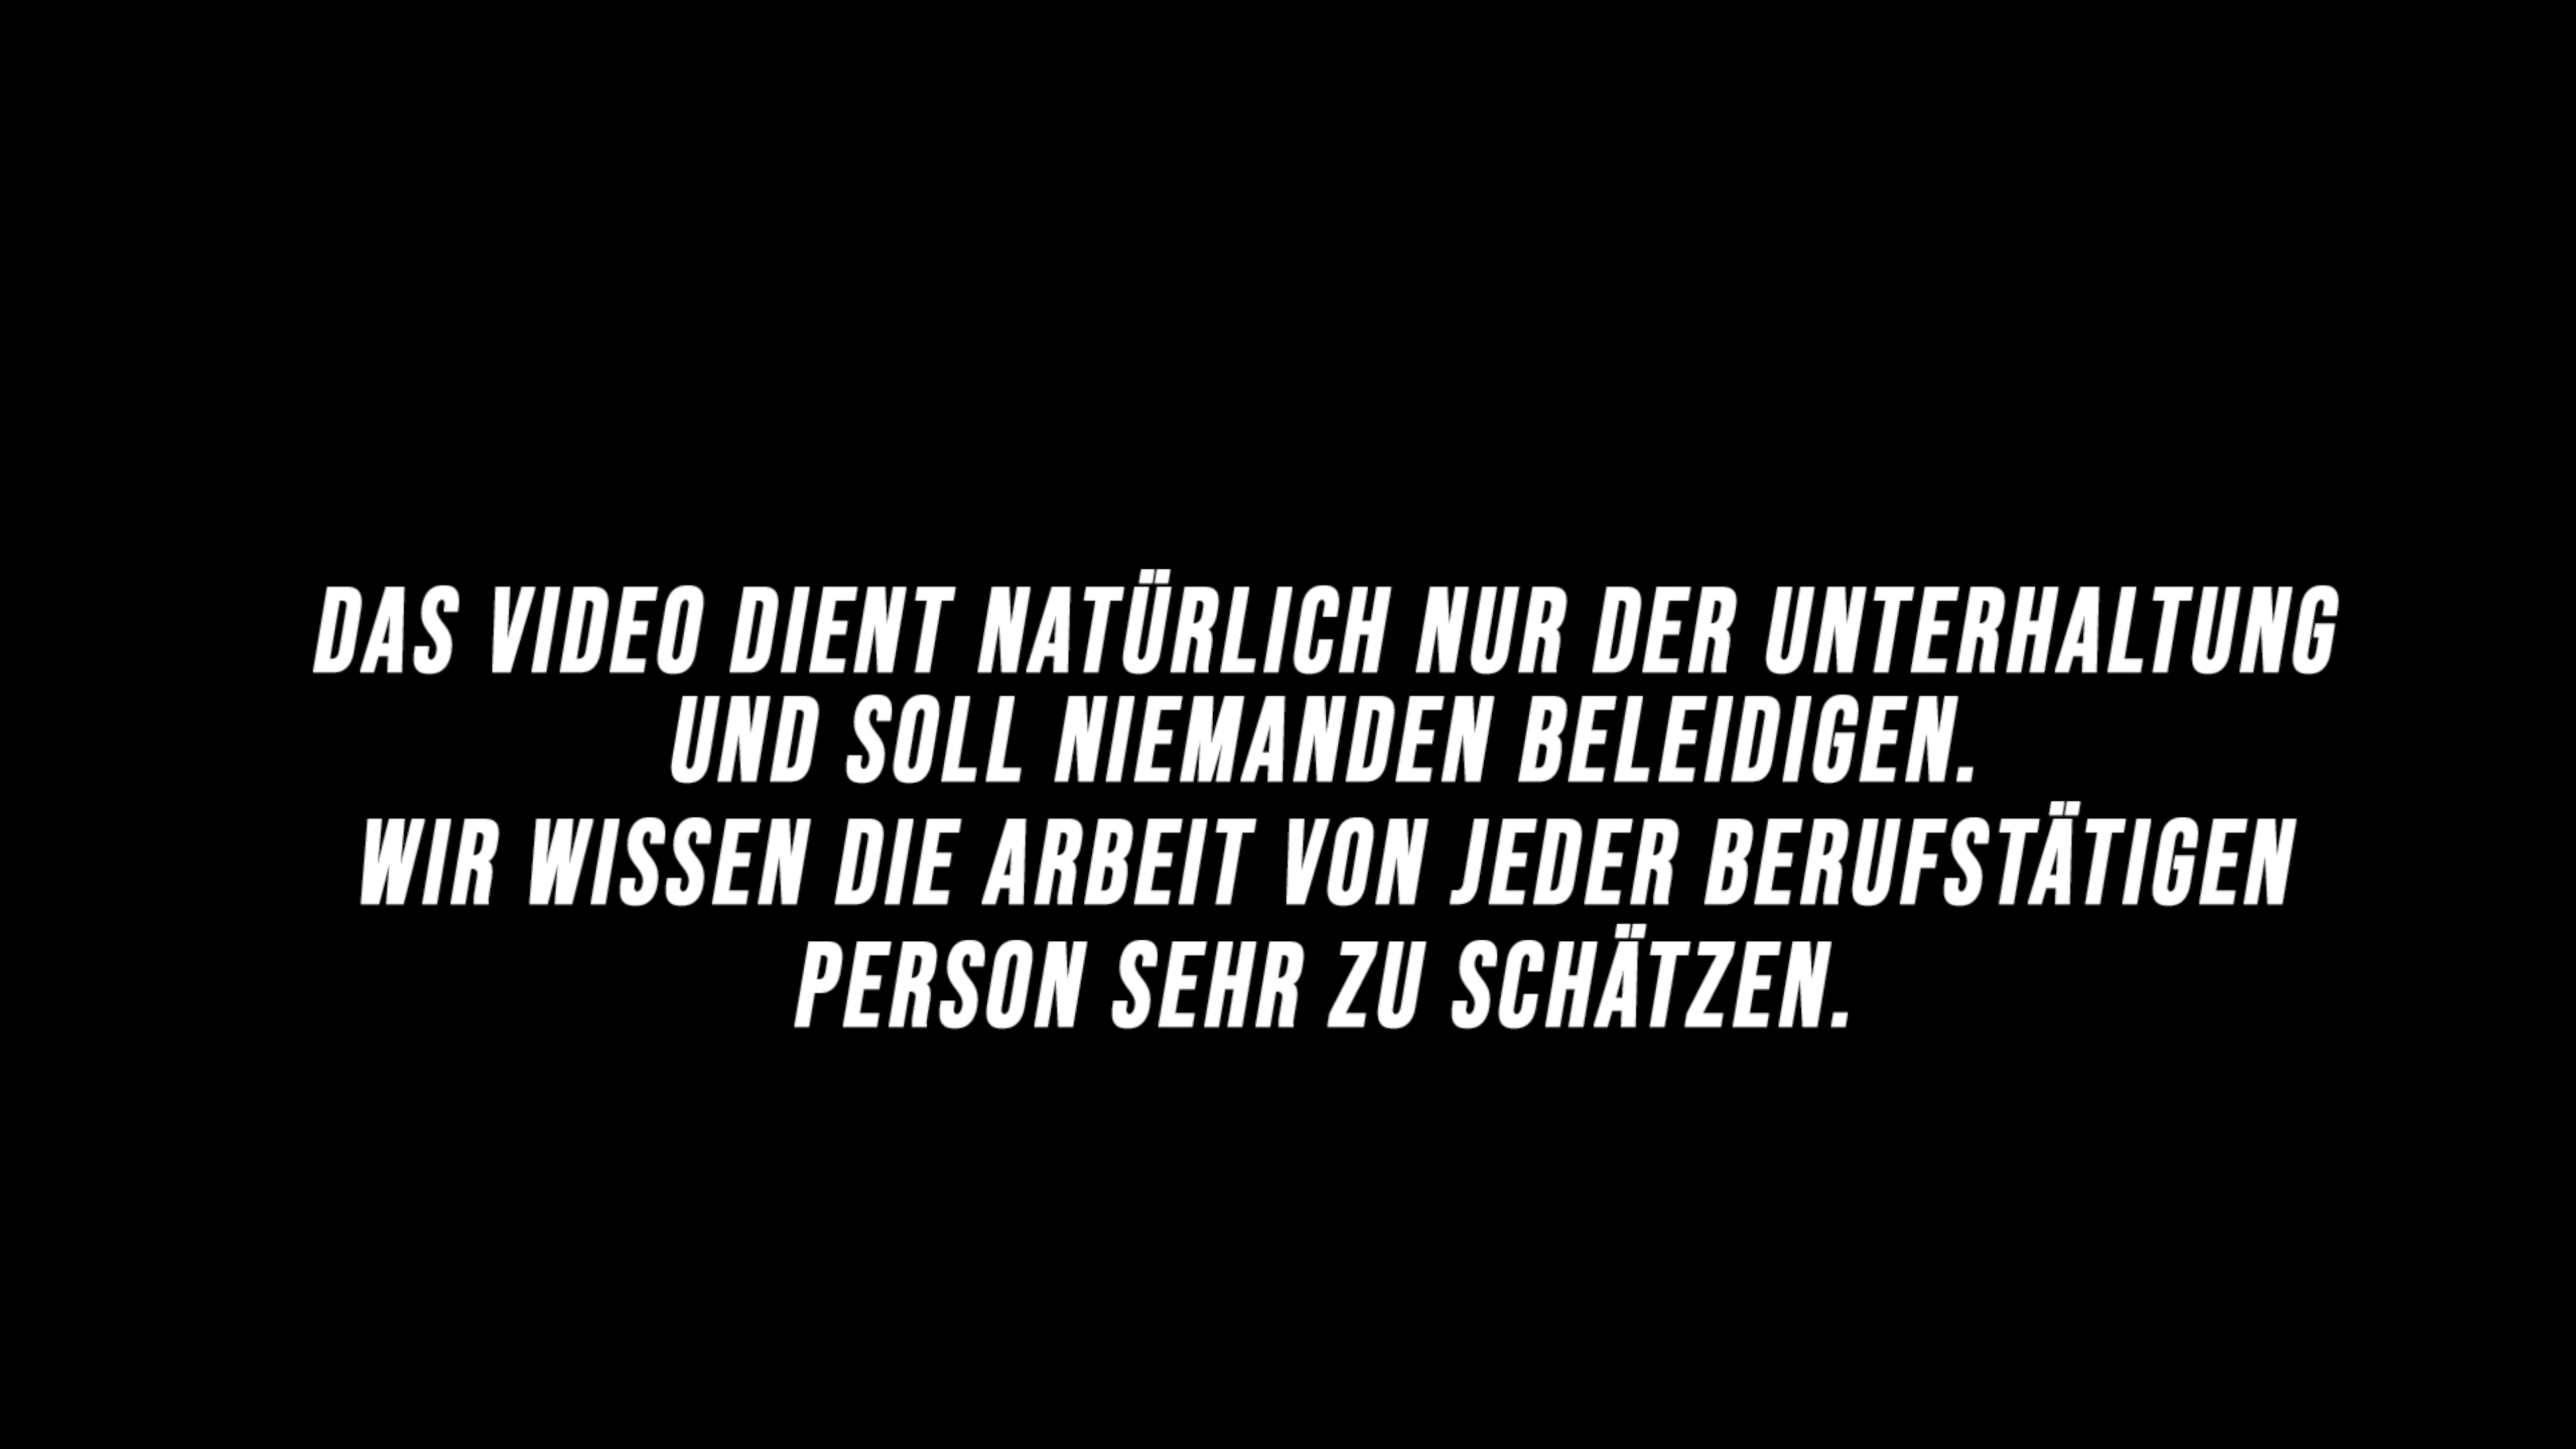 DAS VIDEO DIENT NATÜRLICH NUR DER UNTERHALTUNG
UND SOLL NIEMANDEN BELEIDIGEN.
WIR WISSEN DIE ARBEIT VON JEDER BERUFSTÄTIGEN
PERSON SEHR ZU SCHÄTZEN.